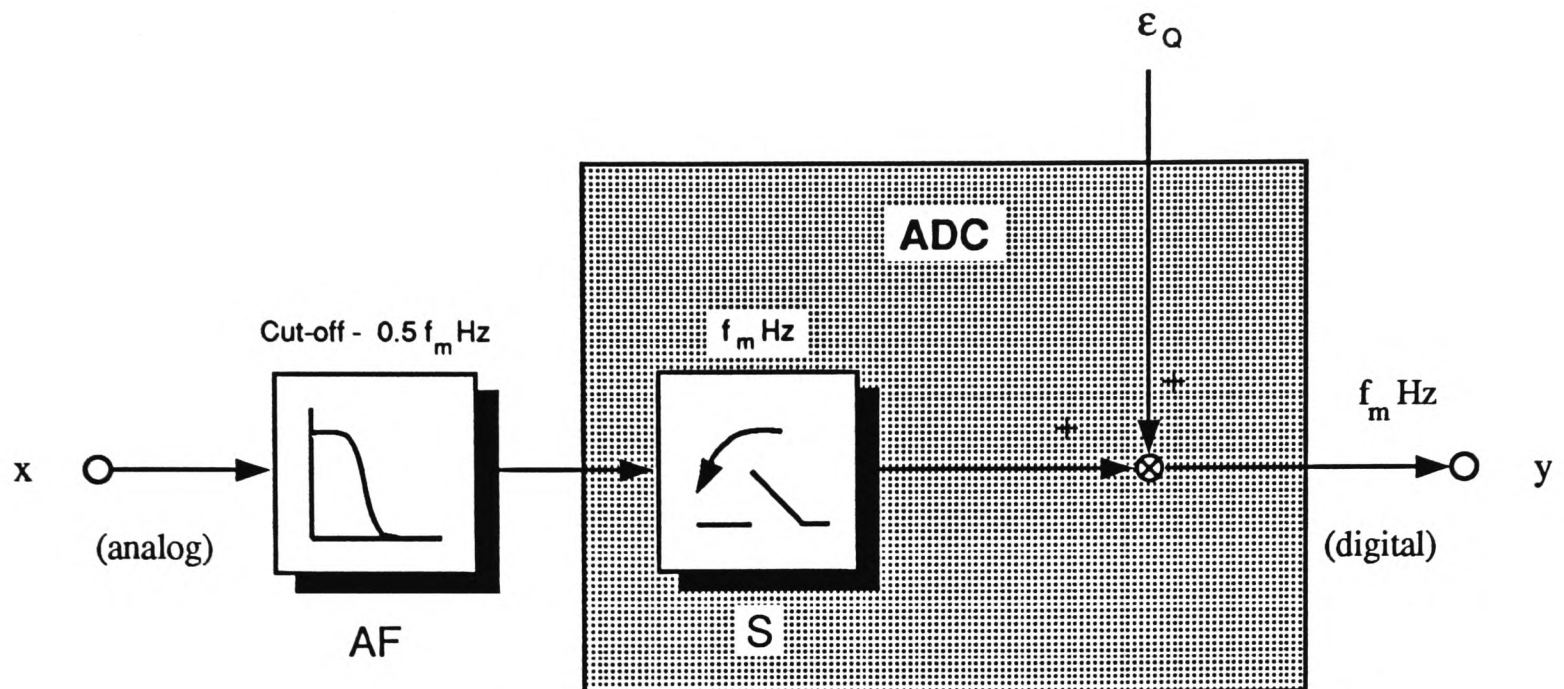 ε_Q
ADC
Cut-off - 0.5 f_m Hz
f_m Hz
+
+
f_m Hz
x
y
(analog)
(digital)
AF
S